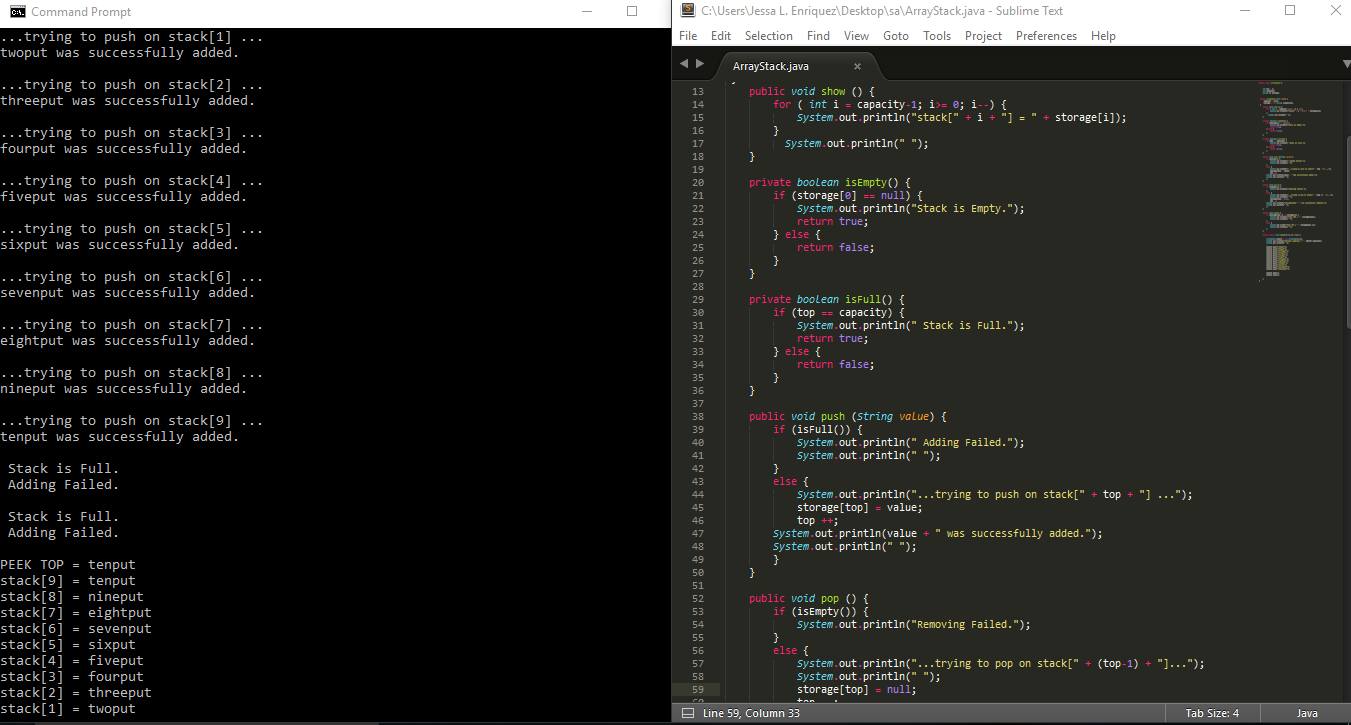 Command Prompt
...trying to push on stack[1] ...
twoput was successfully added.
...trying to push on stack[2] ...
threeput was successfully added.
...trying to push on stack[3] ...
fourput was successfully added.
...trying to push on stack[4] ...
fiveput was successfully added.
...trying to push on stack[5] ...
sixput was successfully added.
...trying to push on stack[6] ...
sevenput was successfully added.
...trying to push on stack[7] ...
eightput was successfully added.
...trying to push on stack[8] ...
nineput was successfully added.
...trying to push on stack[9] ...
tenput was successfully added.
Stack is Full.
Adding Failed.
Stack is Full.
Adding Failed.
PEEK TOP = tenput
stack[9] = tenput
stack[8] = nineput
stack[7] = eightput
stack[6] = sevenput
stack[5] = sixput
stack[4] = fiveput
stack[3] = fourput
stack[2] = threeput
stack[1] = twoput
C:\Users\Jessa L. Enriquez\Desktop\sa\ArrayStack.java - Sublime Text
File Edit Selection Find View Goto Tools Project Preferences Help
ArrayStack.java
13 public void show () {
14 for ( int i = capacity-1; i>= 0; i--) {
15 System.out.println("stack[" + i + "] = " + storage[i]);
16 }
17 System.out.println(" ");
18 }
19
20 private boolean isEmpty() {
21 if (storage[0] == null) {
22 System.out.println("Stack is Empty.");
23 return true;
24 } else {
25 return false;
26 }
27 }
28
29 private boolean isFull() {
30 if (top == capacity) {
31 System.out.println(" Stack is Full.");
32 return true;
33 } else {
34 return false;
35 }
36 }
37
38 public void push (String value) {
39 if (isFull()) {
40 System.out.println(" Adding Failed.");
41 System.out.println(" ");
42 }
43 else {
44 System.out.println("...trying to push on stack[" + top + "] ...");
45 storage[top] = value;
46 top ++;
47 System.out.println(value + " was successfully added.");
48 System.out.println(" ");
49 }
50 }
51
52 public void pop () {
53 if (isEmpty()) {
54 System.out.println("Removing Failed.");
55 }
56 else {
57 System.out.println("...trying to pop on stack[" + (top-1) + "]...");
58 System.out.println(" ");
59 storage[top] = null;
Line 59, Column 33
Tab Size: 4
Java